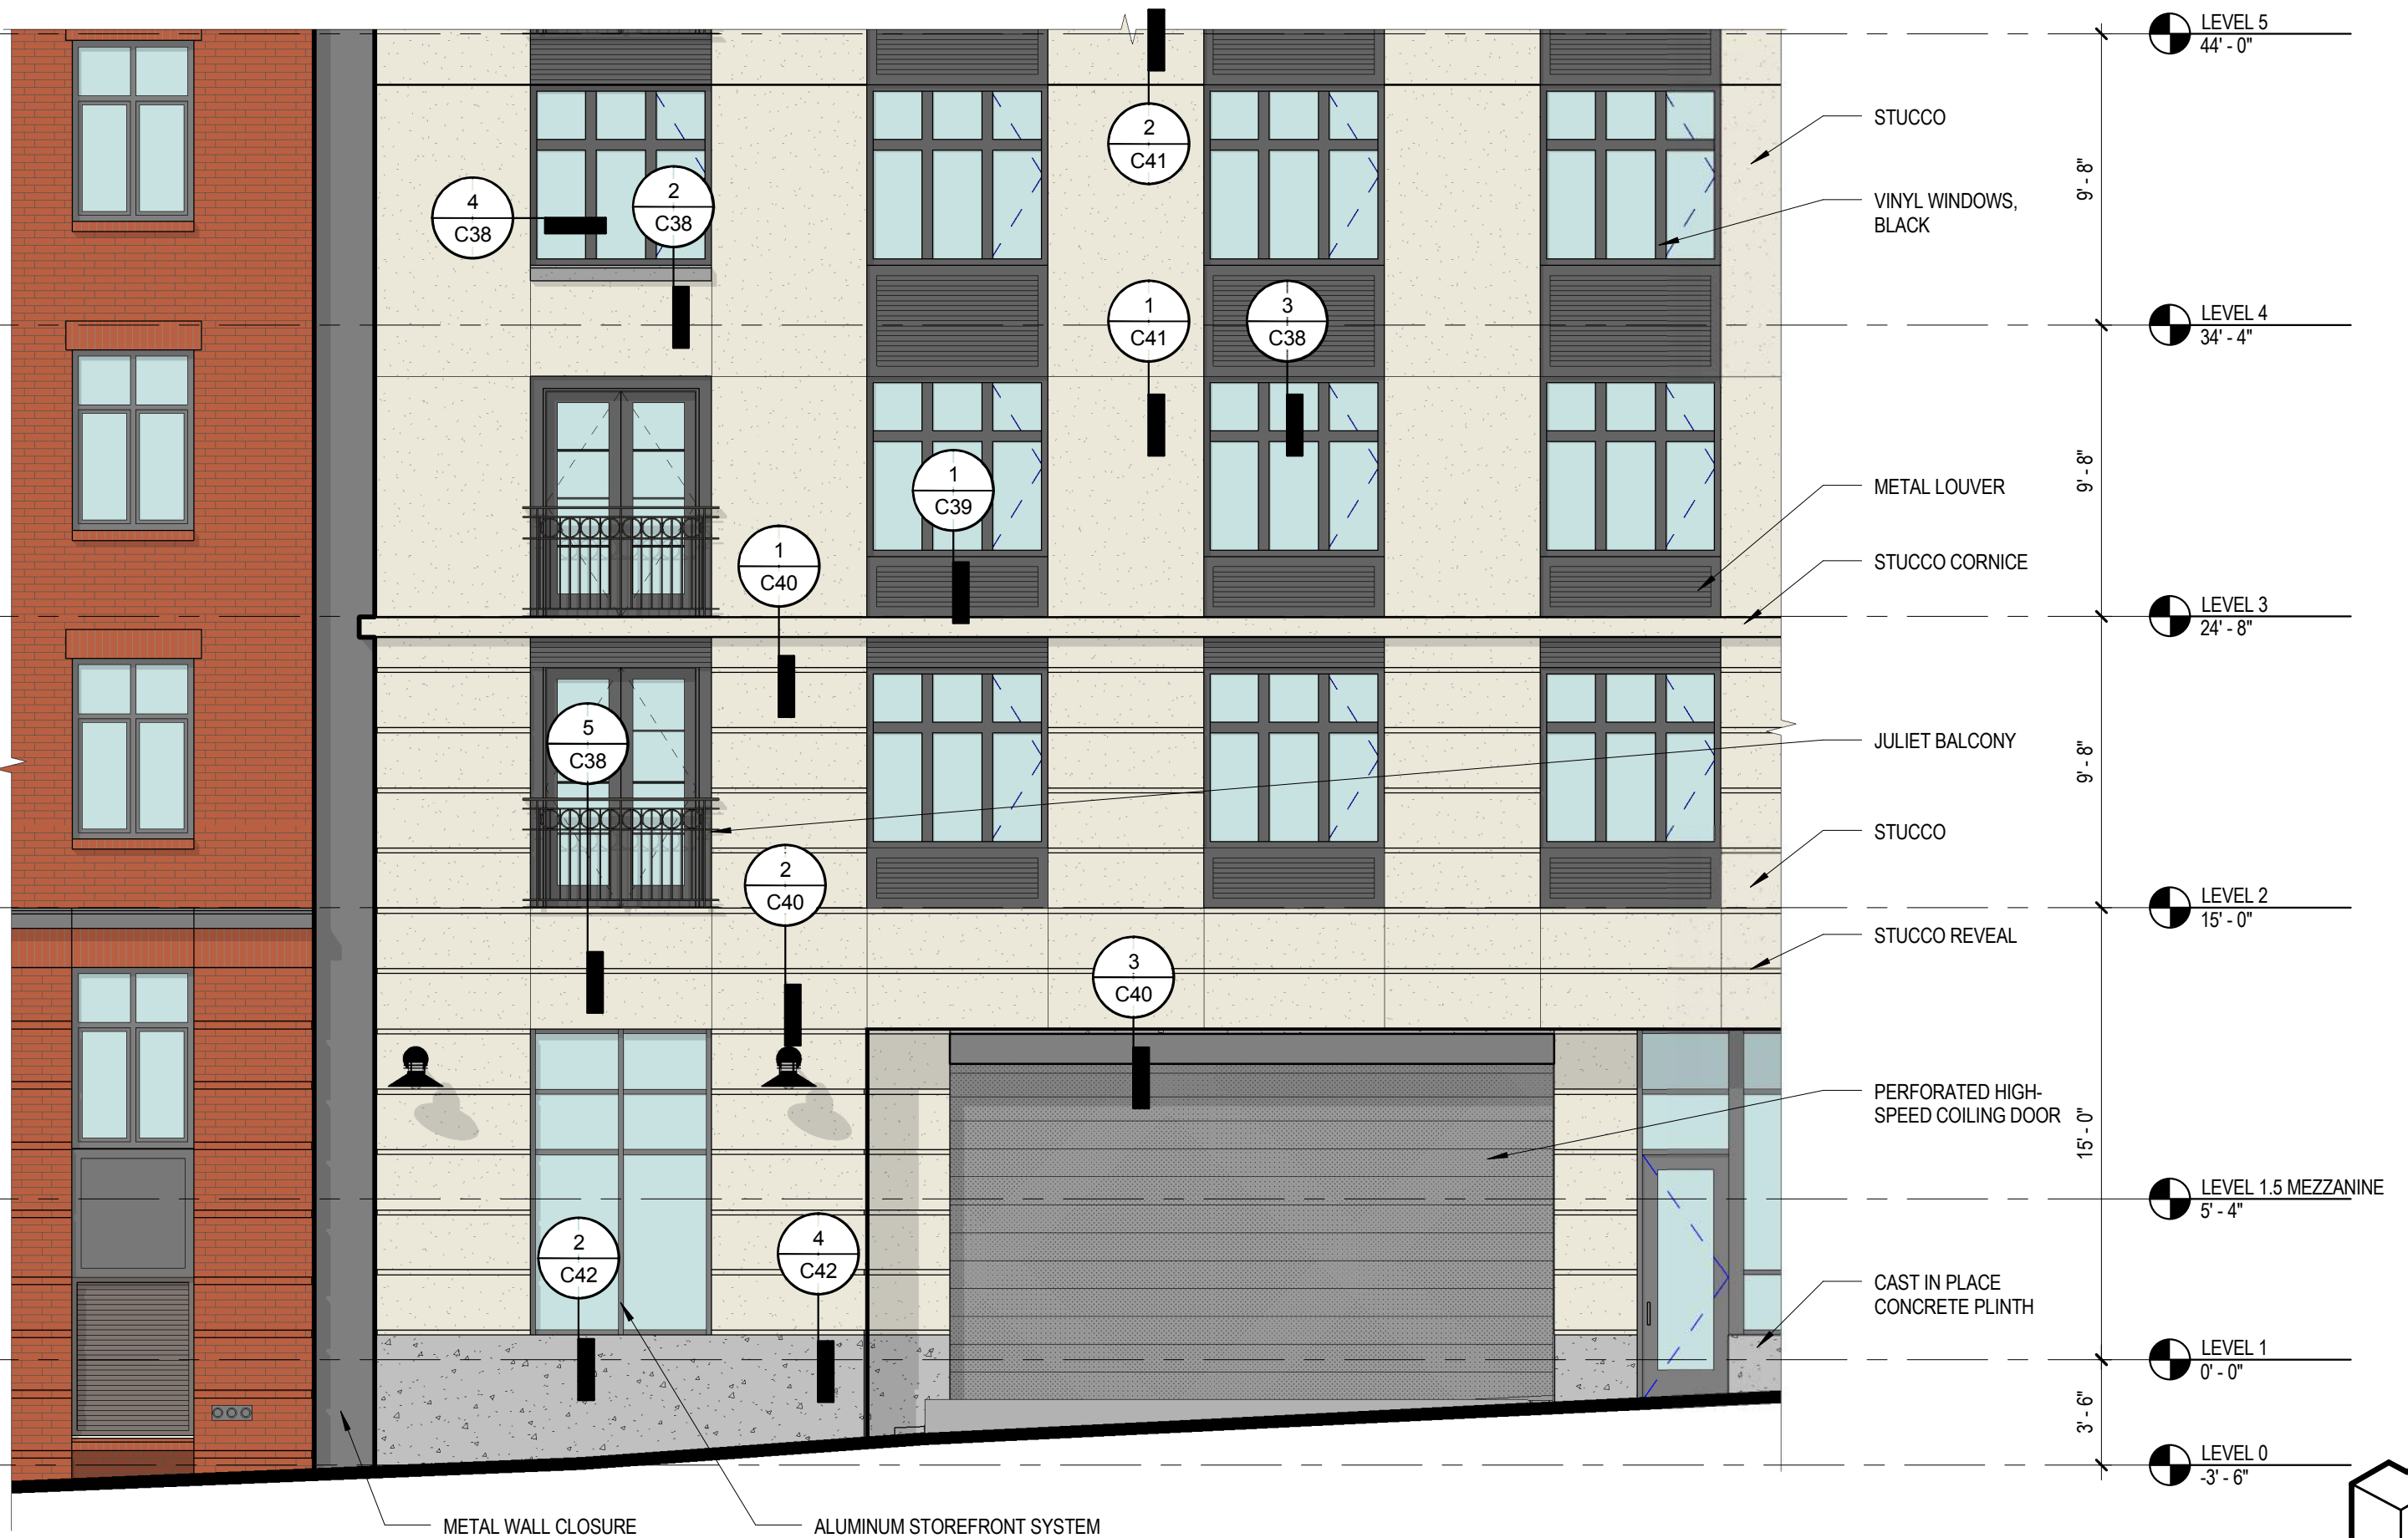 LEVEL 5
44' - 0"
2
C41
STUCCO
9' - 8"
4
C38
2
C38
VINYL WINDOWS,
BLACK
1
C41
3
C38
LEVEL 4
34' - 4"
1
C39
9' - 8"
METAL LOUVER
1
C40
STUCCO CORNICE
LEVEL 3
24' - 8"
5
C38
JULIET BALCONY
9' - 8"
2
C40
STUCCO
LEVEL 2
15' - 0"
STUCCO REVEAL
3
C40
PERFORATED HIGH-
SPEED COILING DOOR
15' - 0"
LEVEL 1.5 MEZZANINE
5' - 4"
2
C42
4
C42
CAST IN PLACE
CONCRETE PLINTH
LEVEL 1
0' - 0"
3' - 6"
LEVEL 0
-3' - 6"
METAL WALL CLOSURE
ALUMINUM STOREFRONT SYSTEM